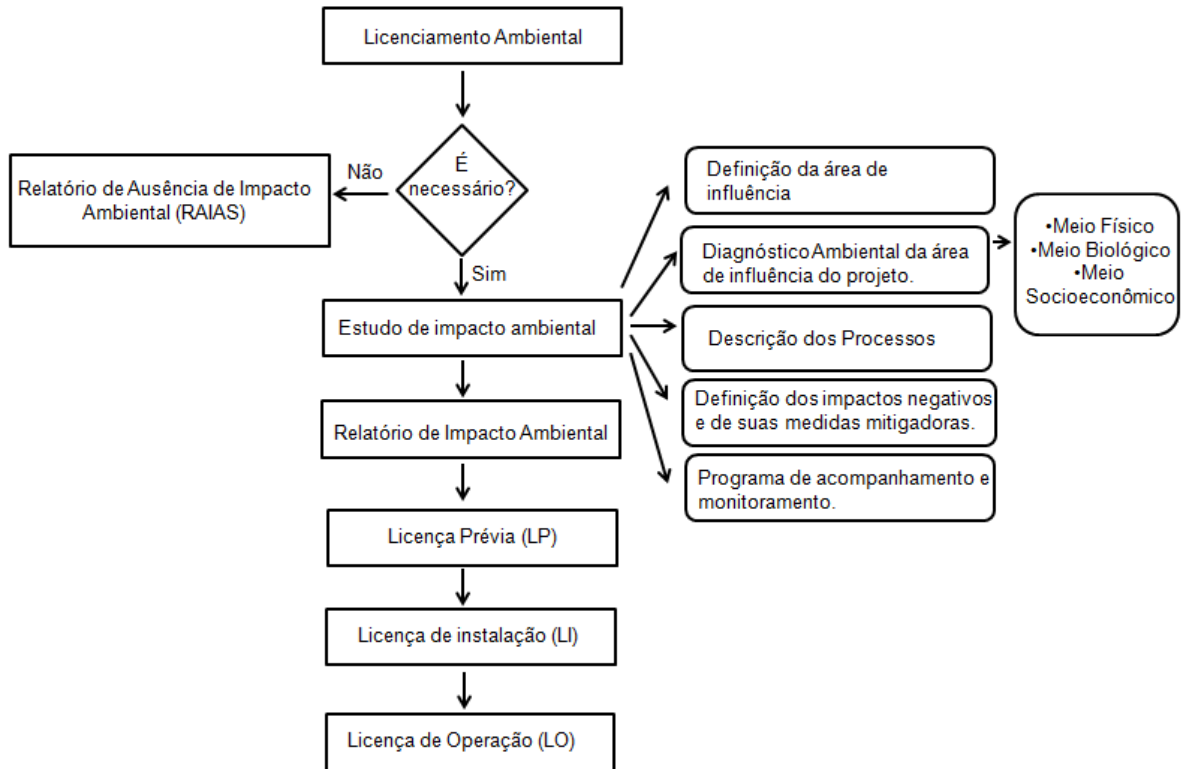 Licenciamento Ambiental
É
necessário?
Não
Relatório de Ausência de Impacto
Ambiental (RAIAS)
Sim
Estudo de impacto ambiental
Definição da área de
influência
Diagnóstico Ambiental da área
de influência do projeto.
•Meio Físico
•Meio Biológico
•Meio
Socioeconômico
Descrição dos Processos
Definição dos impactos negativos
e de suas medidas mitigadoras.
Programa de acompanhamento e
monitoramento.
Relatório de Impacto Ambiental
Licença Prévia (LP)
Licença de instalação (LI)
Licença de Operação (LO)